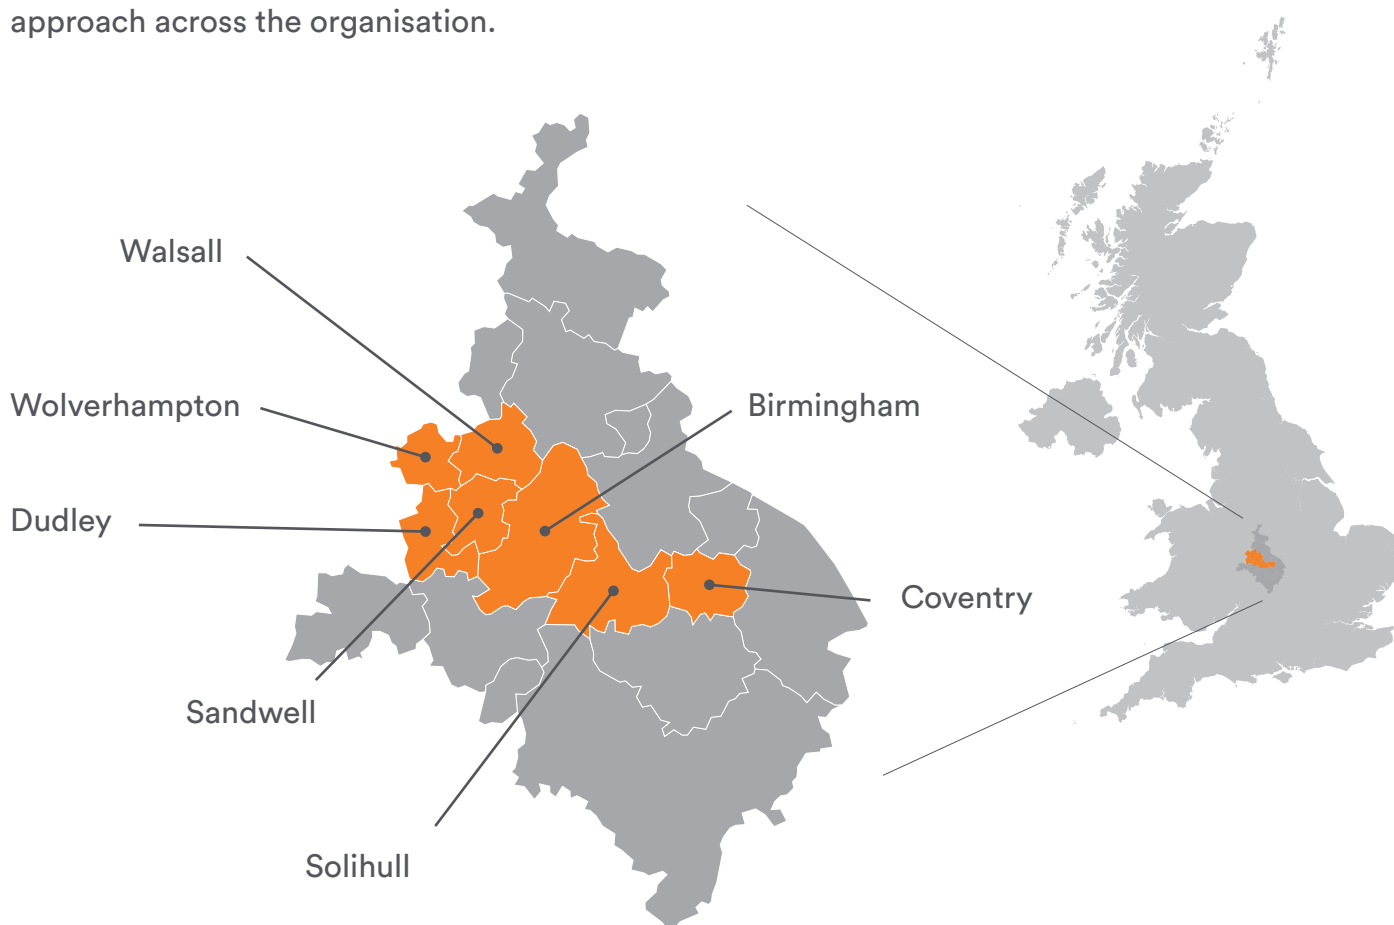 approach across the organisation.
Walsall
Wolverhampton
Birmingham
Dudley
Coventry
Sandwell
Solihull